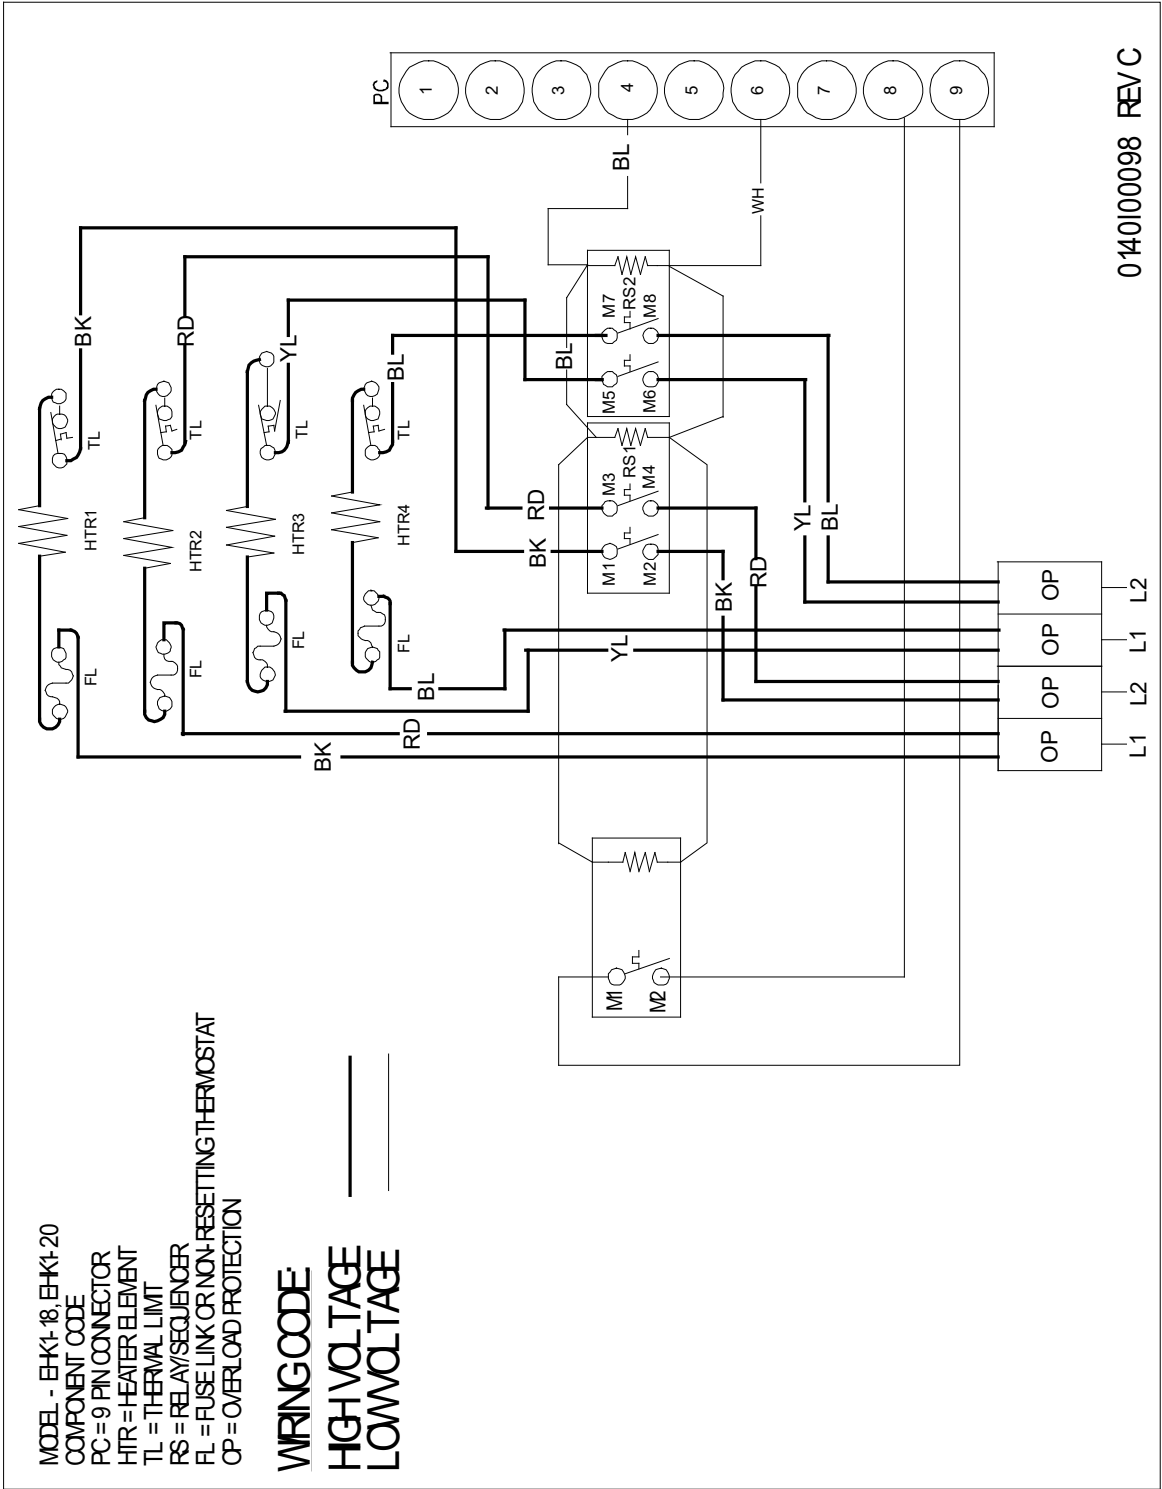 MODEL - EHK1-18, EHK1-20
COMPONENT CODE
PC = 9 PIN CONNECTOR
HTR = HEATER ELEMENT
TL = THERMAL LIMIT
RS = RELAY/SEQUENCER
FL = FUSE LINK OR NON-RESETTING THERMOSTAT
OP = OVERLOAD PROTECTION
WIRING CODE:
HIGH VOLTAGE
LOW VOLTAGE
FL HTR1 TL BK
FL HTR2 TL RD
FL HTR3 TL YL
FL HTR4 TL BL
BK
RD
BL
YL
PC
1
2
3
4
5
6
7
8
9
BL
WH
BK
RD
BL
M1 M3
RS1
M2 M4
M5 M7
RS2
M6 M8
M1
M2
BK
RD
YL
BL
OP OP OP OP
L1 L2 L1 L2
0140I00098 REV C